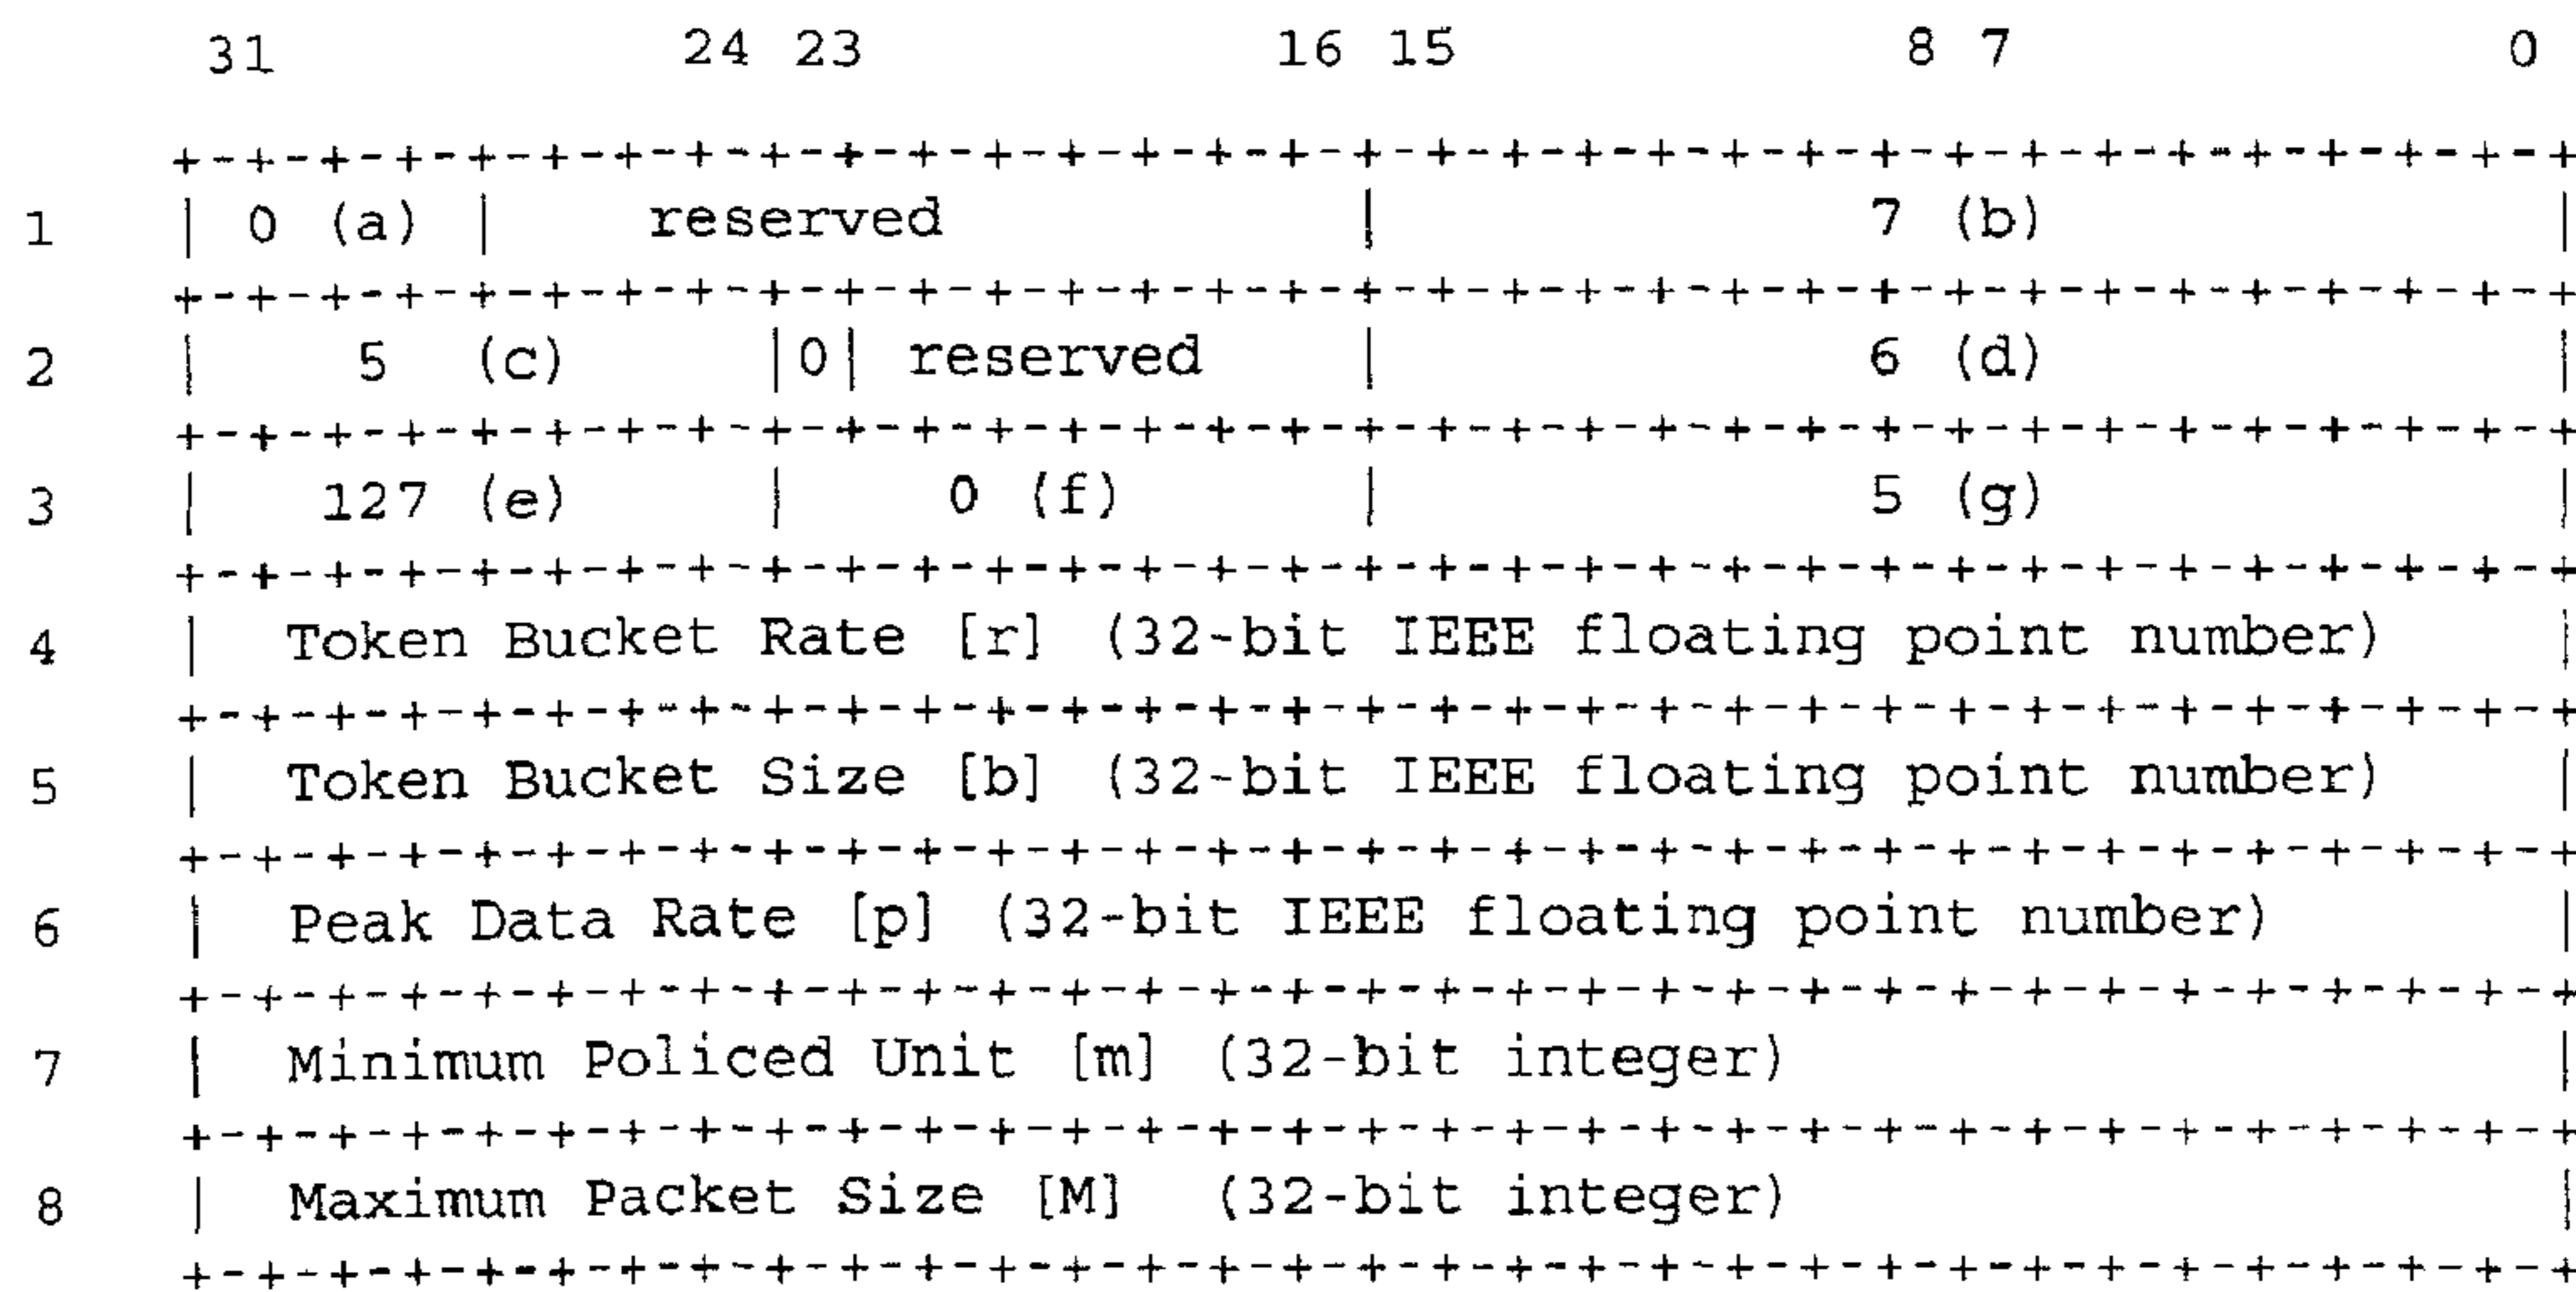 31 24 23 16 15 8 7 0
+-+-+-+-+-+-+-+-+-+-+-+-+-+-+-+-+-+-+-+-+-+-+-+-+-+-+-+-+-+-+-+-+
1 | 0 (a) | reserved | 7 (b) |
+-+-+-+-+-+-+-+-+-+-+-+-+-+-+-+-+-+-+-+-+-+-+-+-+-+-+-+-+-+-+-+-+
2 | 5 (c) |0| reserved | 6 (d) |
+-+-+-+-+-+-+-+-+-+-+-+-+-+-+-+-+-+-+-+-+-+-+-+-+-+-+-+-+-+-+-+-+
3 | 127 (e) | 0 (f) | 5 (g) |
+-+-+-+-+-+-+-+-+-+-+-+-+-+-+-+-+-+-+-+-+-+-+-+-+-+-+-+-+-+-+-+-+
4 | Token Bucket Rate [r] (32-bit IEEE floating point number) |
+-+-+-+-+-+-+-+-+-+-+-+-+-+-+-+-+-+-+-+-+-+-+-+-+-+-+-+-+-+-+-+-+
5 | Token Bucket Size [b] (32-bit IEEE floating point number) |
+-+-+-+-+-+-+-+-+-+-+-+-+-+-+-+-+-+-+-+-+-+-+-+-+-+-+-+-+-+-+-+-+
6 | Peak Data Rate [p] (32-bit IEEE floating point number) |
+-+-+-+-+-+-+-+-+-+-+-+-+-+-+-+-+-+-+-+-+-+-+-+-+-+-+-+-+-+-+-+-+
7 | Minimum Policed Unit [m] (32-bit integer) |
+-+-+-+-+-+-+-+-+-+-+-+-+-+-+-+-+-+-+-+-+-+-+-+-+-+-+-+-+-+-+-+-+
8 | Maximum Packet Size [M] (32-bit integer) |
+-+-+-+-+-+-+-+-+-+-+-+-+-+-+-+-+-+-+-+-+-+-+-+-+-+-+-+-+-+-+-+-+